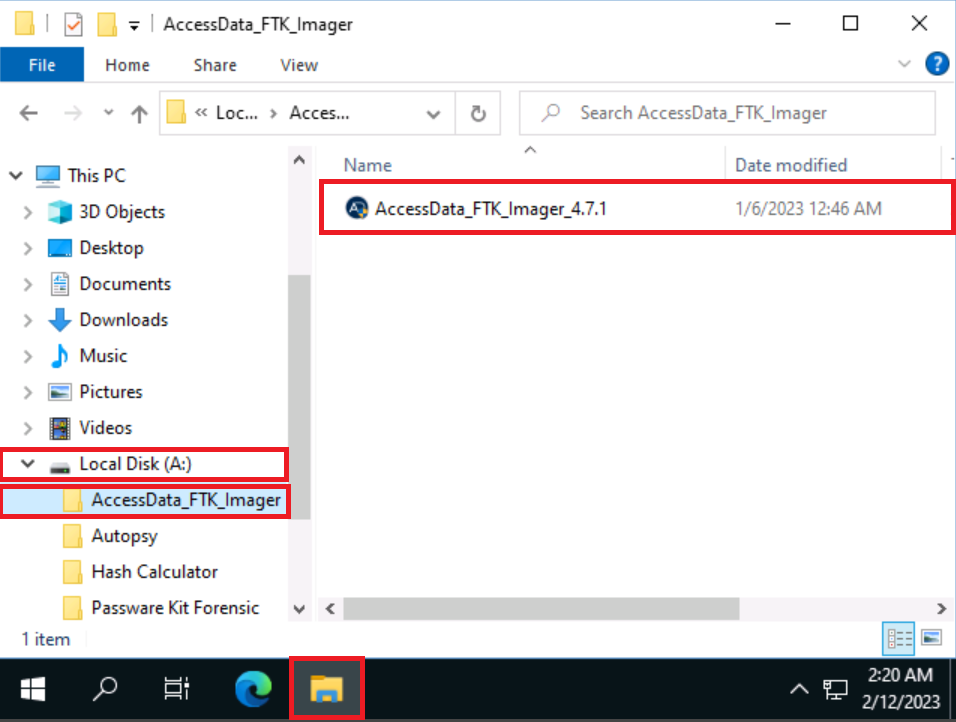 AccessData_FTK_Imager
File Home Share View
« Loc... › Acces... Search AccessData_FTK_Imager
This PC
3D Objects
Desktop
Documents
Downloads
Music
Pictures
Videos
Local Disk (A:)
AccessData_FTK_Imager
Autopsy
Hash Calculator
Passware Kit Forensic
Name Date modified
AccessData_FTK_Imager_4.7.1 1/6/2023 12:46 AM
1 item
2:20 AM
2/12/2023